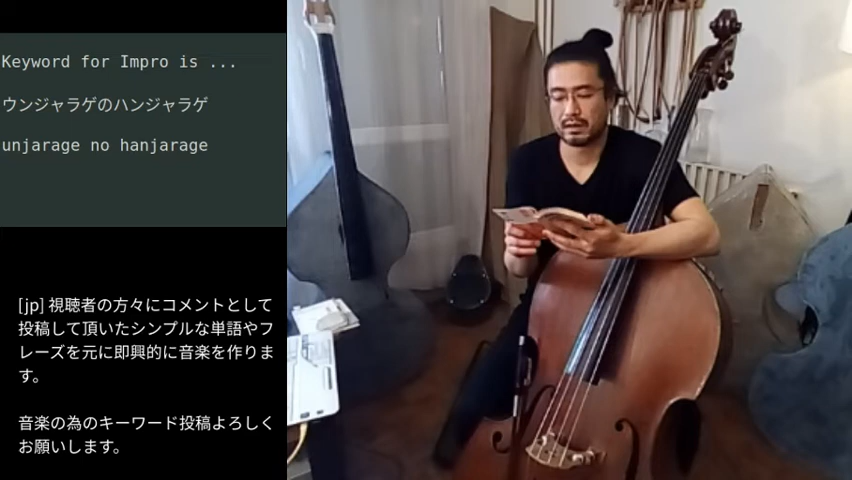 Keyword for Impro is ...
ウンジャラゲのハンジャラゲ
unjarage no hanjarage
[jp] 視聴者の方々にコメントとして
投稿して頂いたシンプルな単語やフ
レーズを元に即興的に音楽を作りま
す。
音楽の為のキーワード投稿よろしく
お願いします。